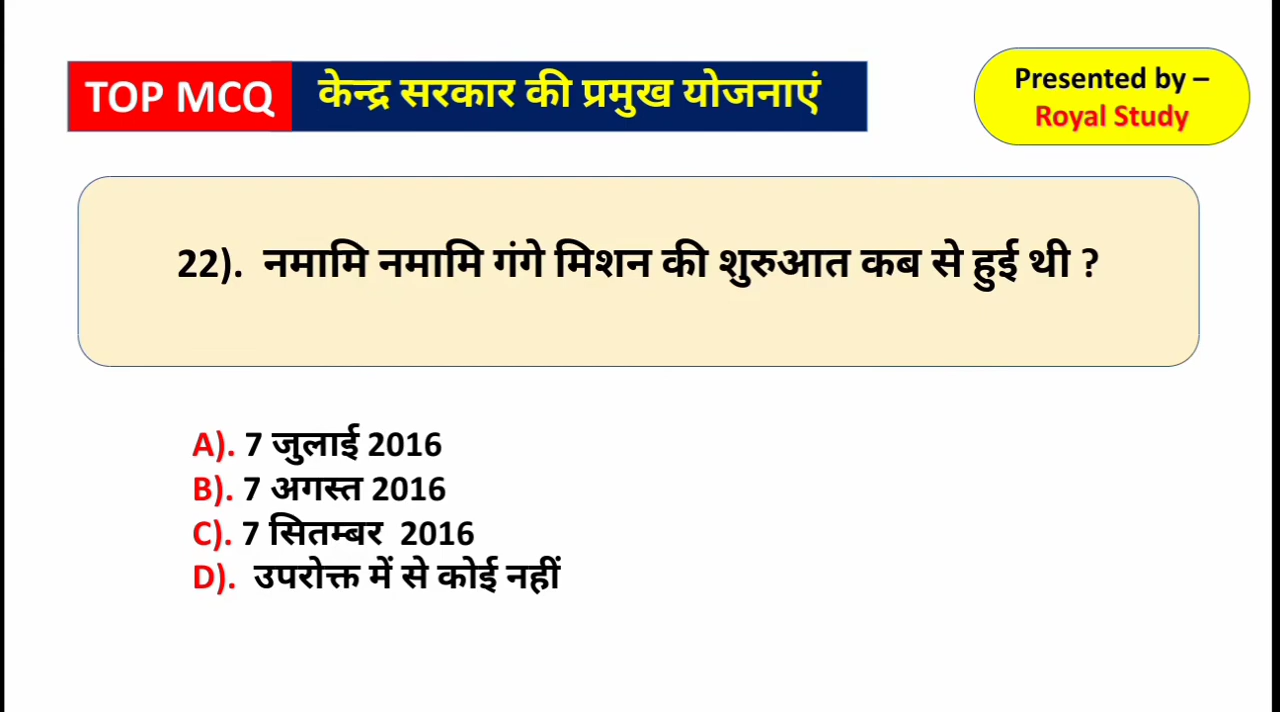 TOP MCQ केन्द्र सरकार की प्रमुख योजनाएं
Presented by –
Royal Study
22). नमामि नमामि गंगे मिशन की शुरुआत कब से हुई थी ?
A). 7 जुलाई 2016
B). 7 अगस्त 2016
C). 7 सितम्बर 2016
D). उपरोक्त में से कोई नहीं